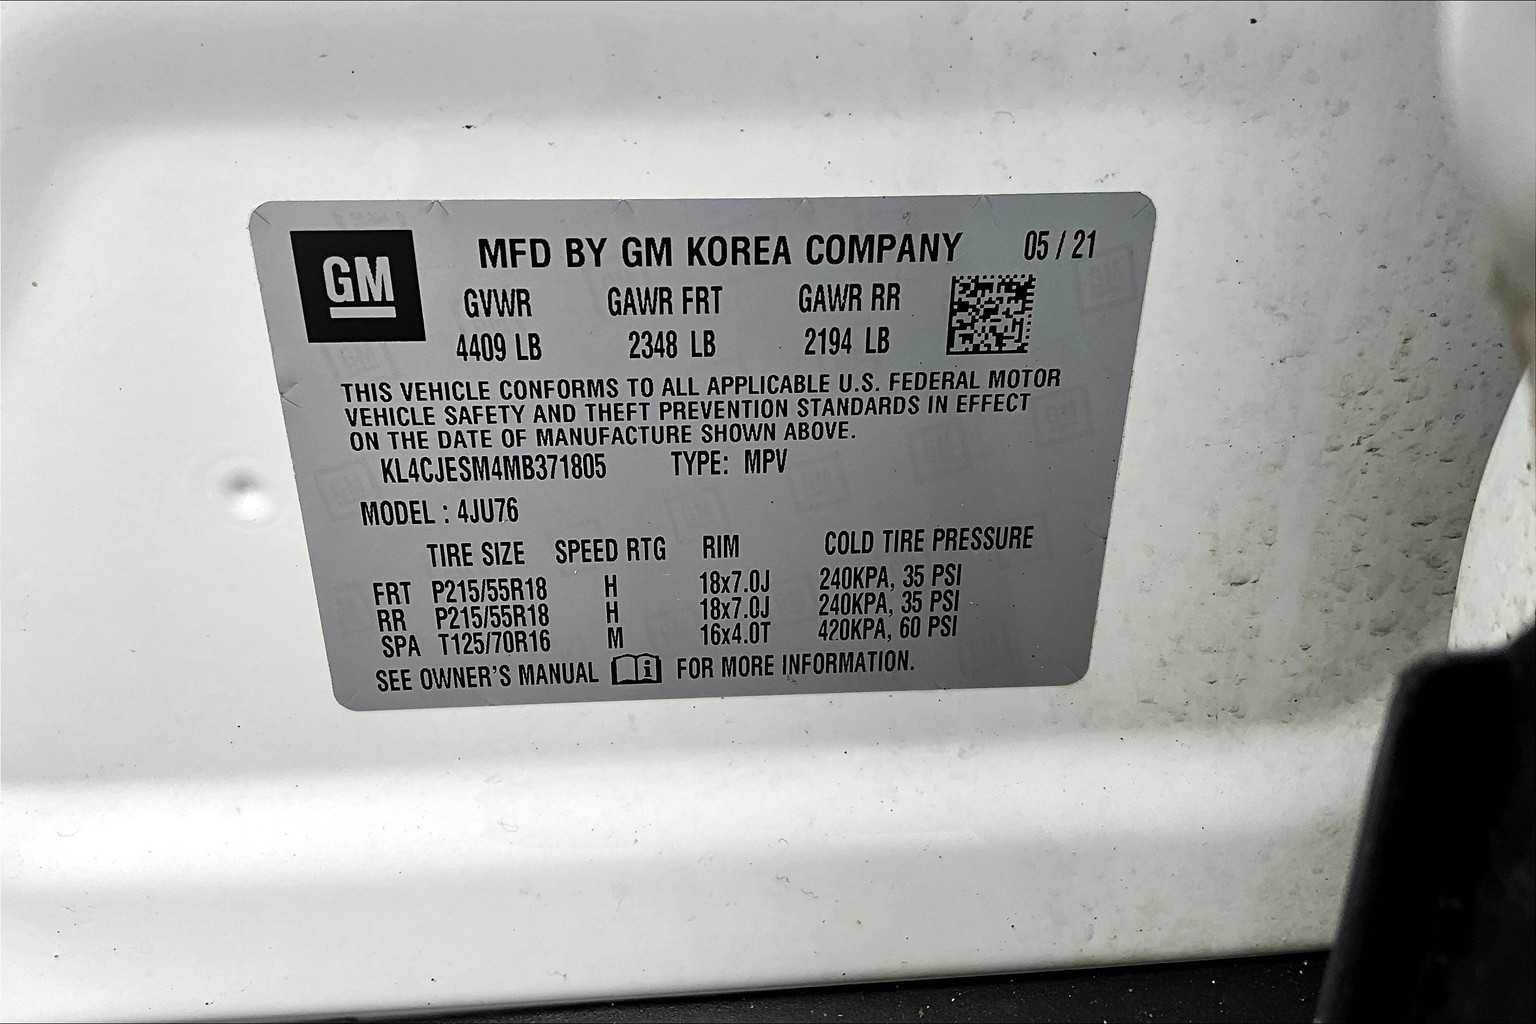 GM
MFD BY GM KOREA COMPANY 05 / 21
GVWR GAWR FRT GAWR RR
4409 LB 2348 LB 2194 LB
THIS VEHICLE CONFORMS TO ALL APPLICABLE U.S. FEDERAL MOTOR
VEHICLE SAFETY AND THEFT PREVENTION STANDARDS IN EFFECT
ON THE DATE OF MANUFACTURE SHOWN ABOVE.
KL4CJESM4MB371805 TYPE: MPV
MODEL : 4JU76
TIRE SIZE SPEED RTG RIM COLD TIRE PRESSURE
FRT P215/55R18 H 18x7.0J 240KPA, 35 PSI
RR P215/55R18 H 18x7.0J 240KPA, 35 PSI
SPA T125/70R16 M 16x4.0T 420KPA, 60 PSI
SEE OWNER'S MANUAL i FOR MORE INFORMATION.